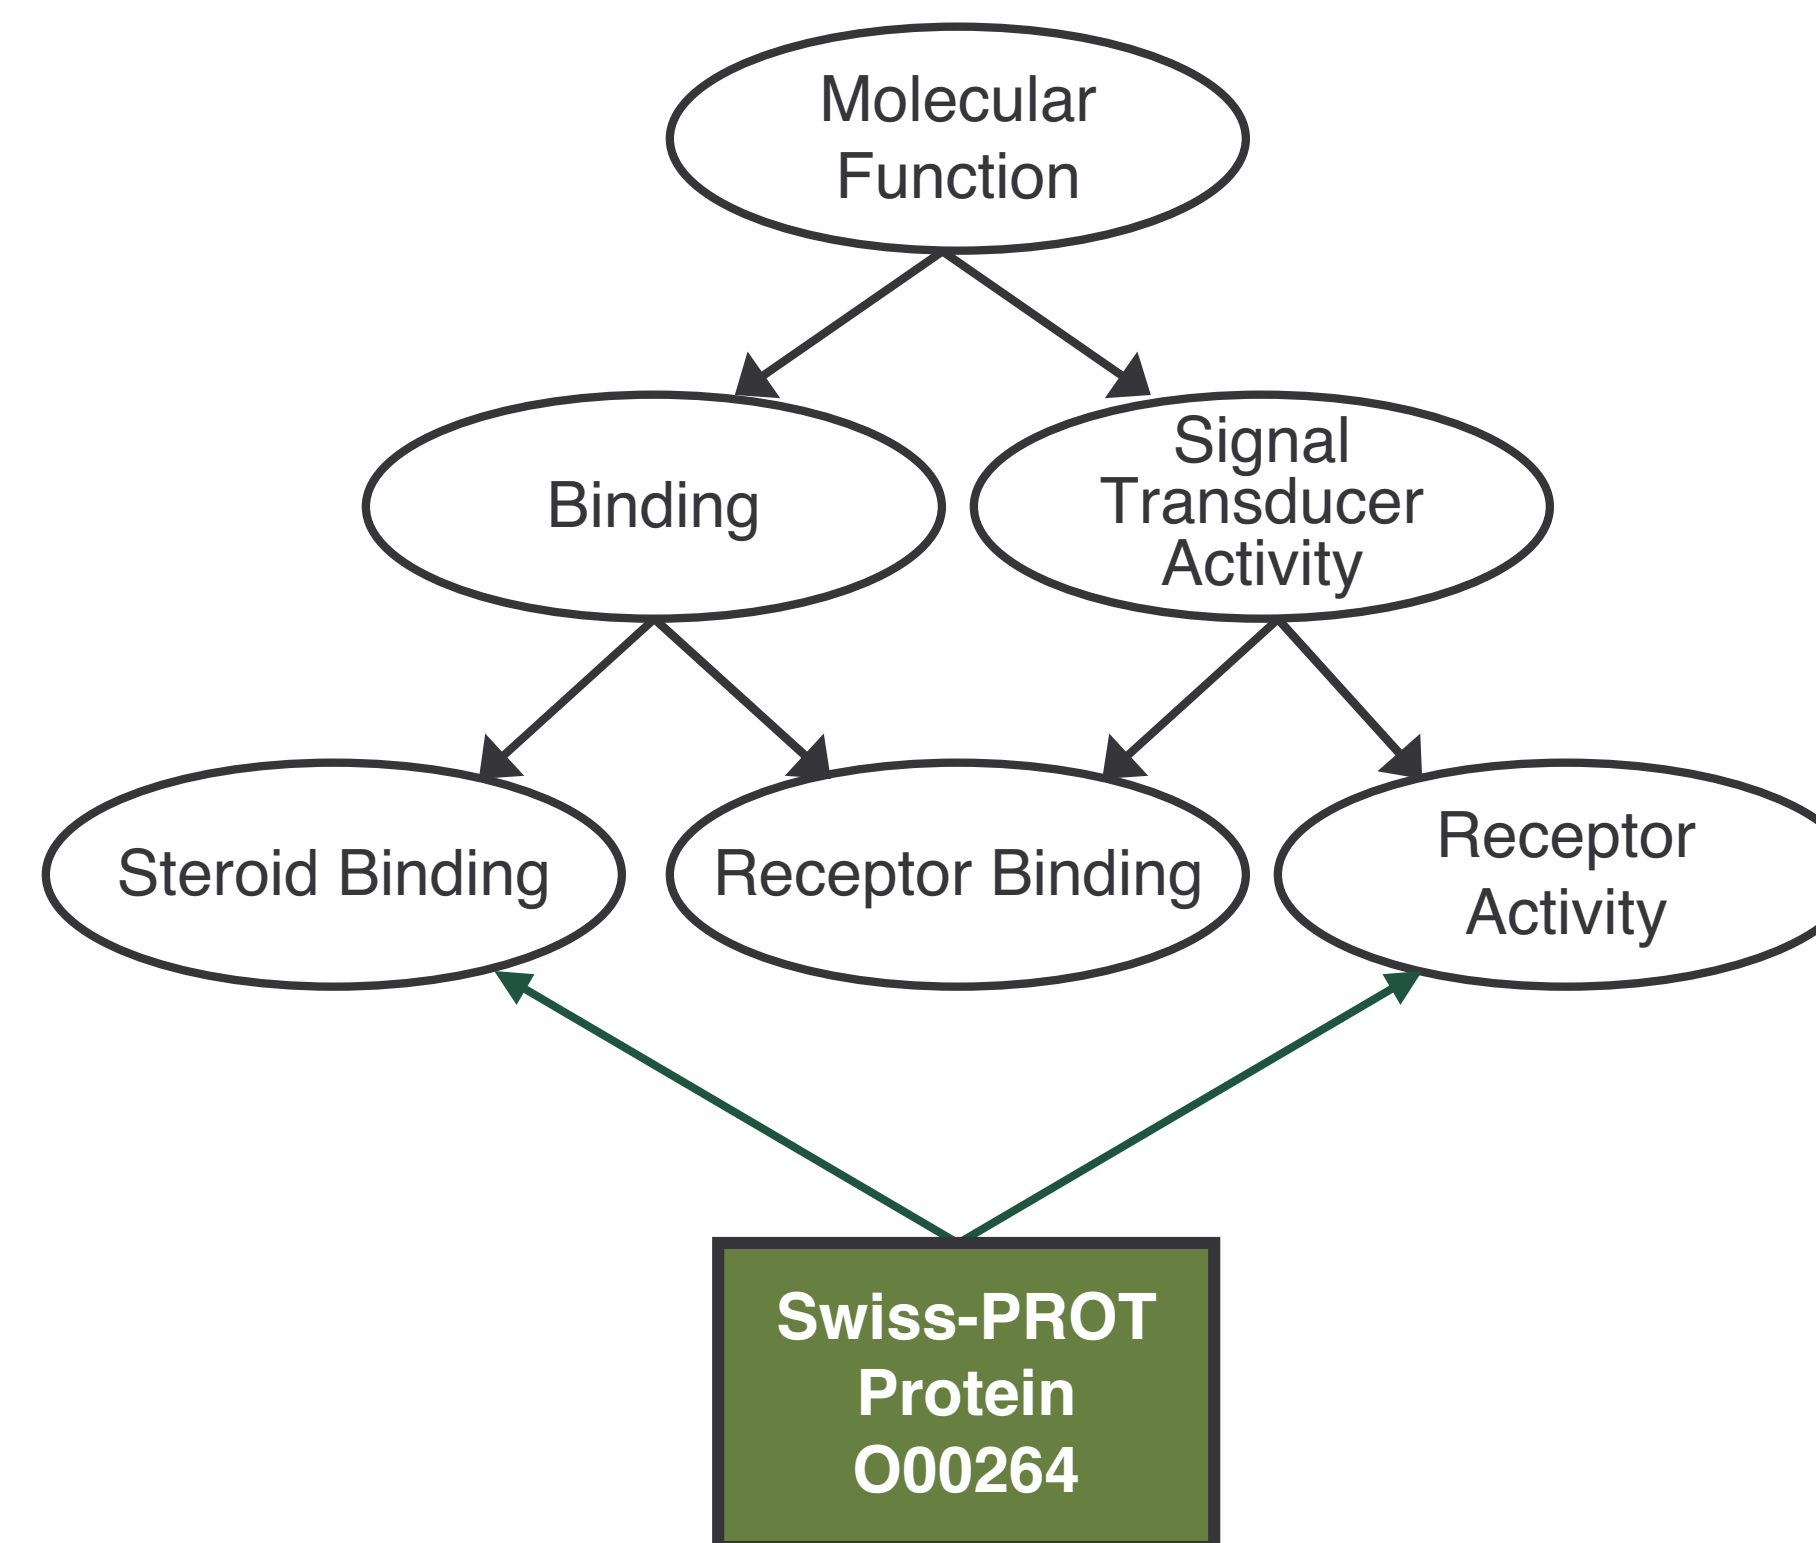 Molecular
Function
Binding
Signal
Transducer
Activity
Steroid Binding
Receptor Binding
Receptor
Activity
Swiss-PROT
Protein
O00264